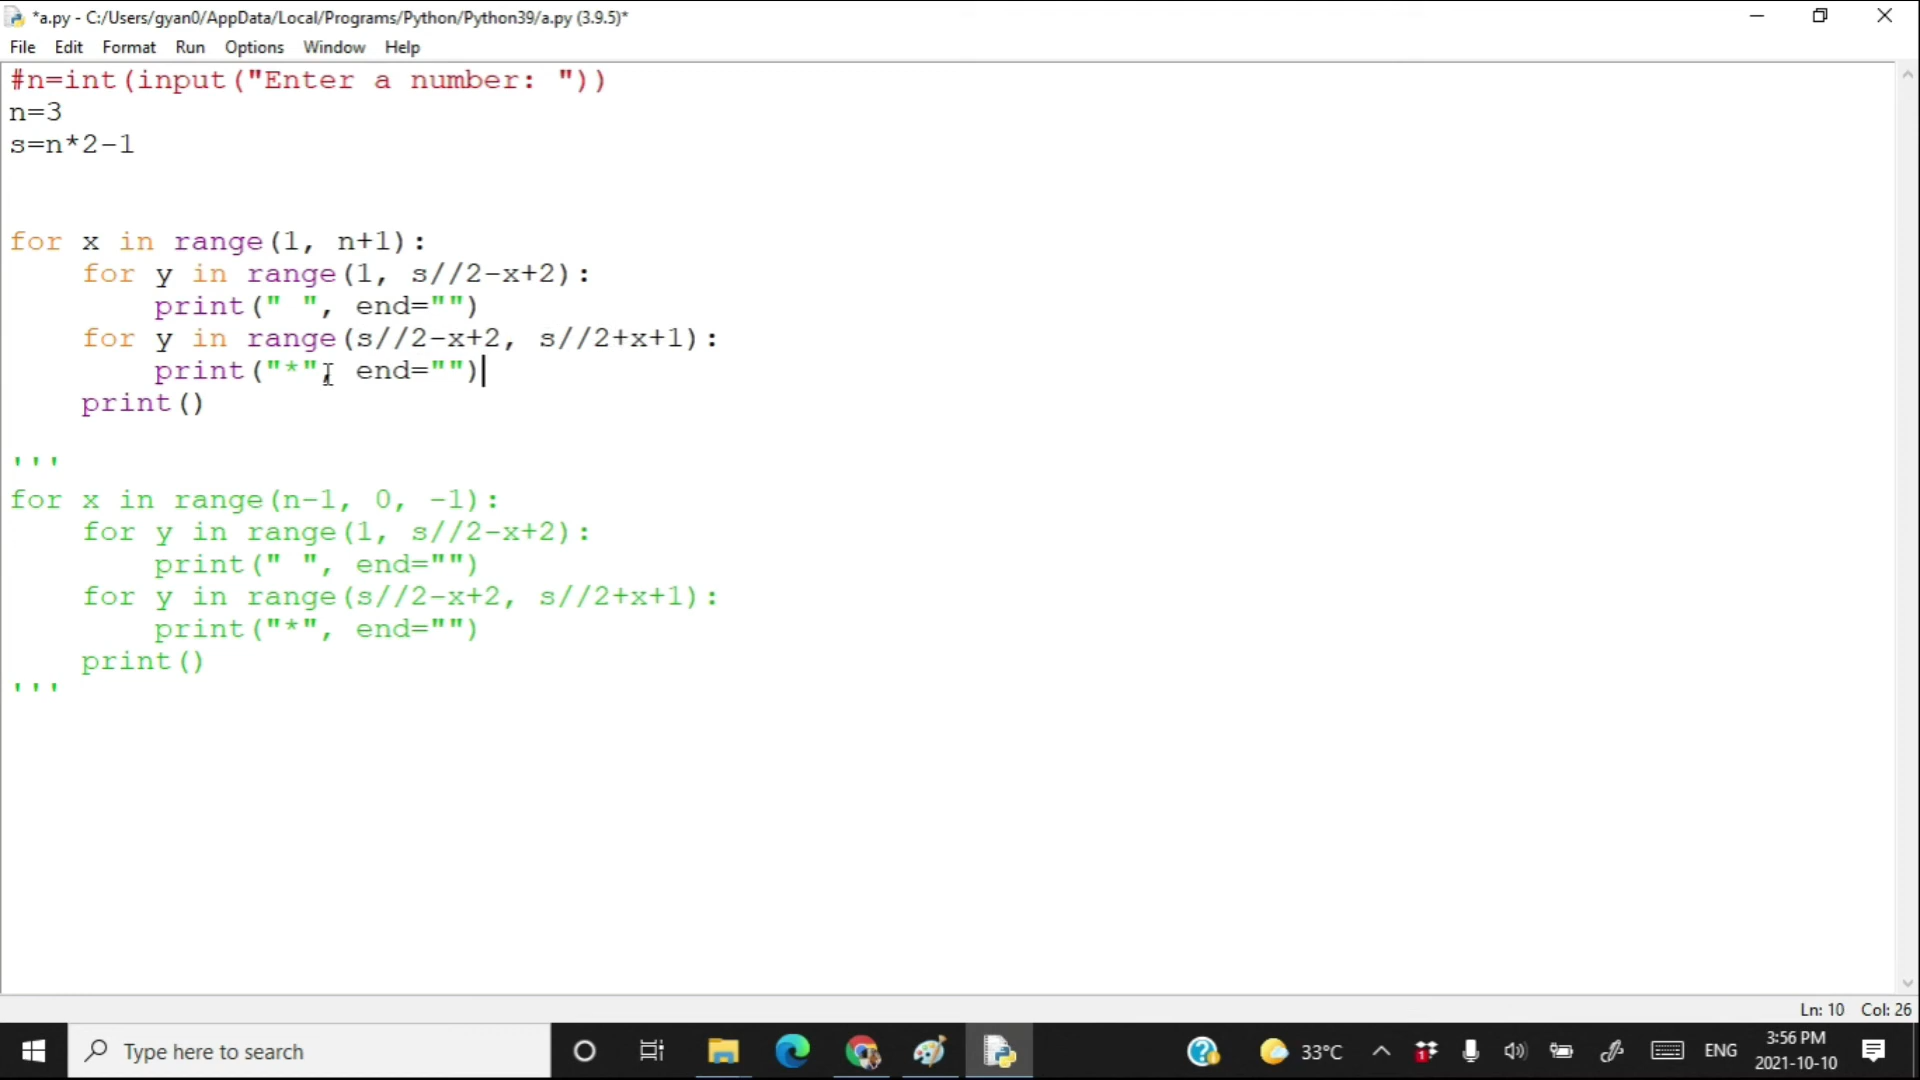 *a.py - C:/Users/gyan0/AppData/Local/Programs/Python/Python39/a.py (3.9.5)*
File Edit Format Run Options Window Help
#n=int(input("Enter a number: "))
n=3
s=n*2-1
for x in range(1, n+1):
    for y in range(1, s//2-x+2):
        print(" ", end="")
    for y in range(s//2-x+2, s//2+x+1):
        print("*", end="")
    print()
'''
for x in range(n-1, 0, -1):
    for y in range(1, s//2-x+2):
        print(" ", end="")
    for y in range(s//2-x+2, s//2+x+1):
        print("*", end="")
    print()
'''
Ln: 10 Col: 26
Type here to search
1
33°C
ENG
3:56 PM
2021-10-10